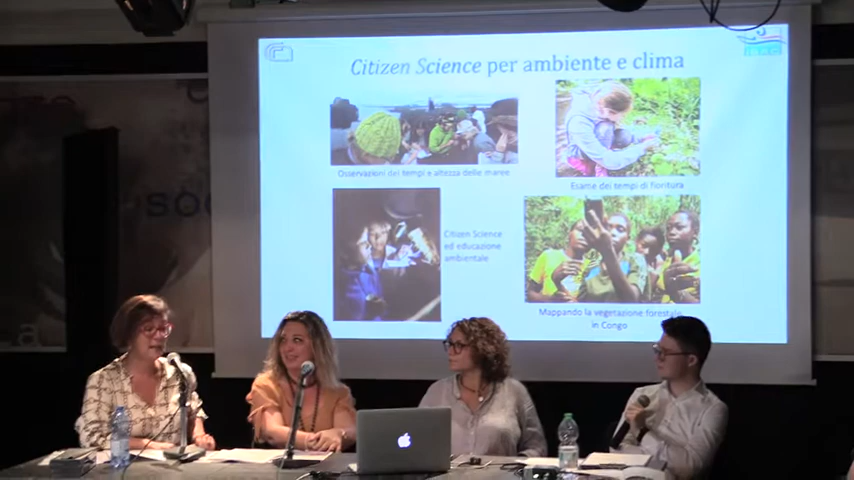 Citizen Science per ambiente e clima
Osservazioni dei tempi e altezza delle maree
Esame dei tempi di fioritura
Citizen Science
ed educazione
ambientale
Mappando la vegetazione forestale
in Congo